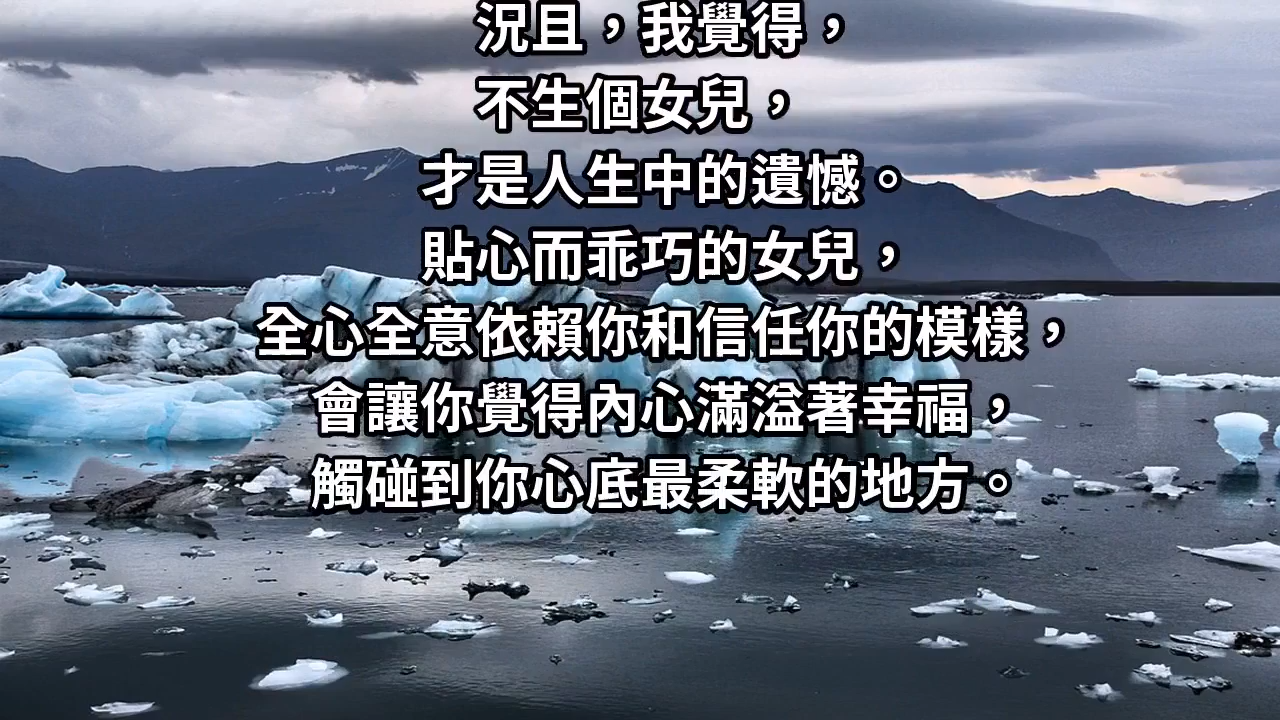 況且，我覺得，
不生個女兒，
才是人生中的遺憾。
貼心而乖巧的女兒，
全心全意依賴你和信任你的模樣，
會讓你覺得內心滿溢著幸福，
觸碰到你心底最柔軟的地方。